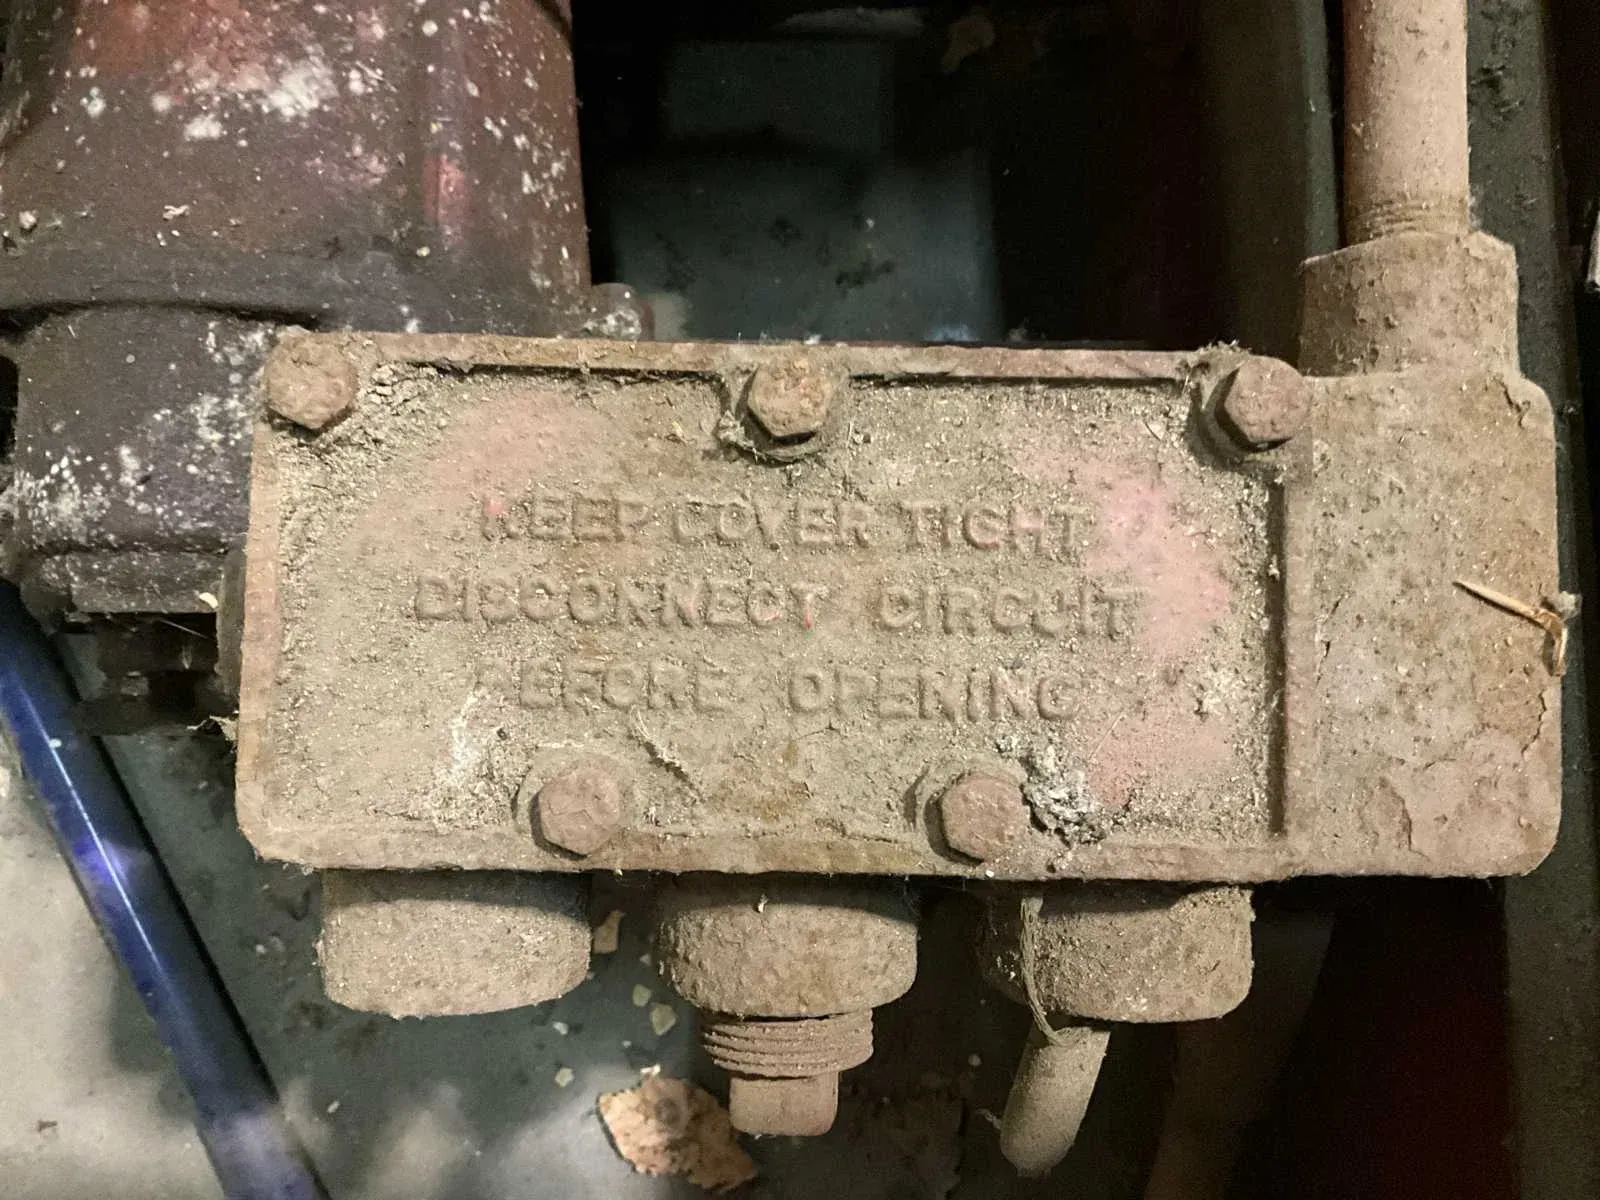 KEEP COVER TIGHT
DISCONNECT CIRCUIT
BEFORE OPENING